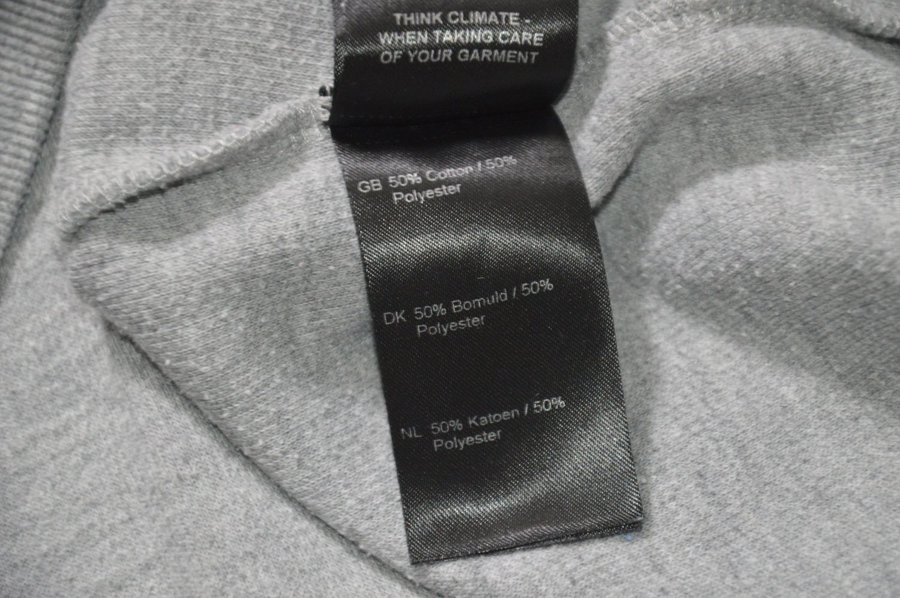 THINK CLIMATE -
WHEN TAKING CARE
OF YOUR GARMENT
GB 50% Cotton / 50%
Polyester
DK 50% Bomuld / 50%
Polyester
NL 50% Katoen / 50%
Polyester